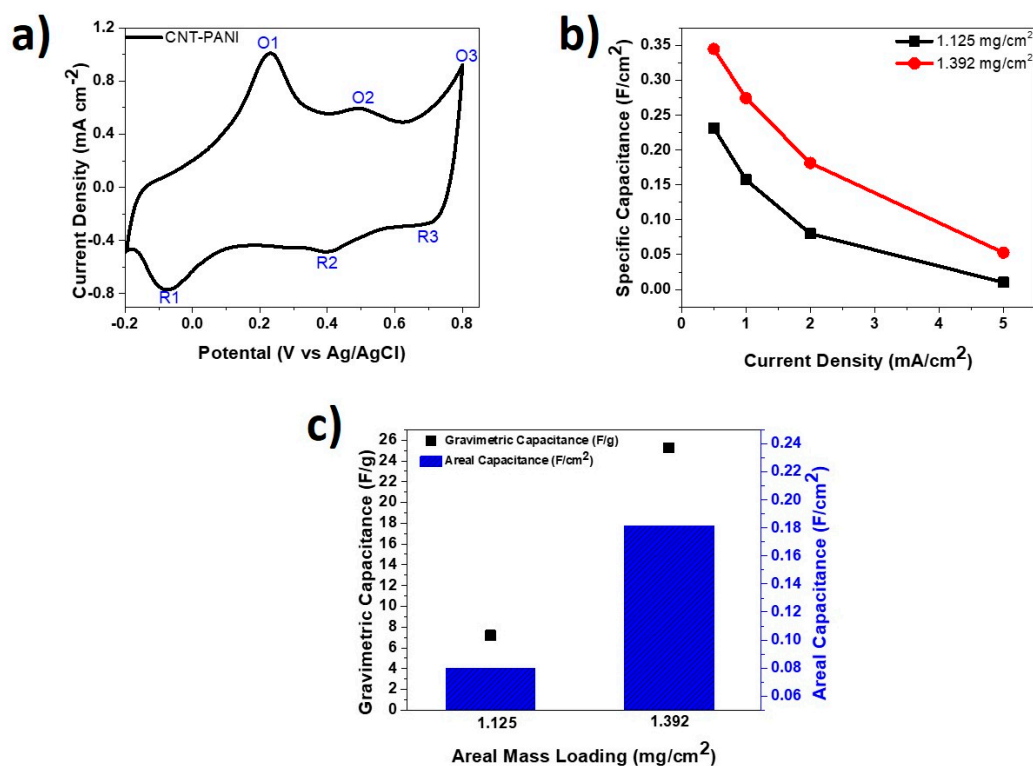 a)
CNT-PANI
O1
O2
O3
R1
R2
R3
Current Density (mA cm-2)
1.2
0.8
0.4
0.0
-0.4
-0.8
-0.2
0.0
0.2
0.4
0.6
0.8
Potental (V vs Ag/AgCl)
b)
1.125 mg/cm2
1.392 mg/cm2
Specific Capacitance (F/cm2)
0.35
0.30
0.25
0.20
0.15
0.10
0.05
0.00
0
1
2
3
4
5
Current Density (mA/cm2)
c)
Gravimetric Capacitance (F/g)
Areal Capacitance (F/cm2)
Gravimetric Capacitance (F/g)
26
24
22
20
18
16
14
12
10
8
6
4
2
0
0.24
0.22
0.20
0.18
0.16
0.14
0.12
0.10
0.08
0.06
Areal Capacitance (F/cm2)
1.125
1.392
Areal Mass Loading (mg/cm2)